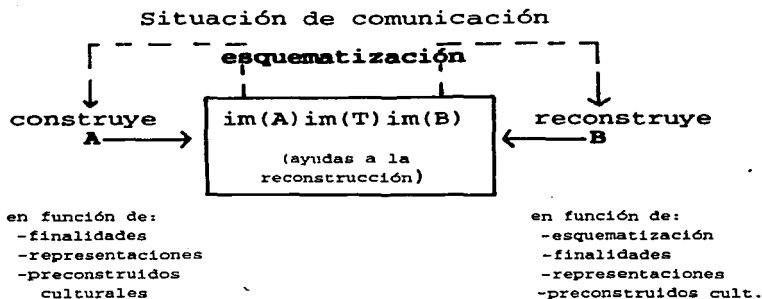 Situación de comunicación
esquematización
construye
A
im(A)im(T)im(B)
(ayudas a la
reconstrucción)
reconstruye
B
en función de:
-finalidades
-representaciones
-preconstruidos
culturales
en función de:
-esquematización
-finalidades
-representaciones
-preconstruidos cult.